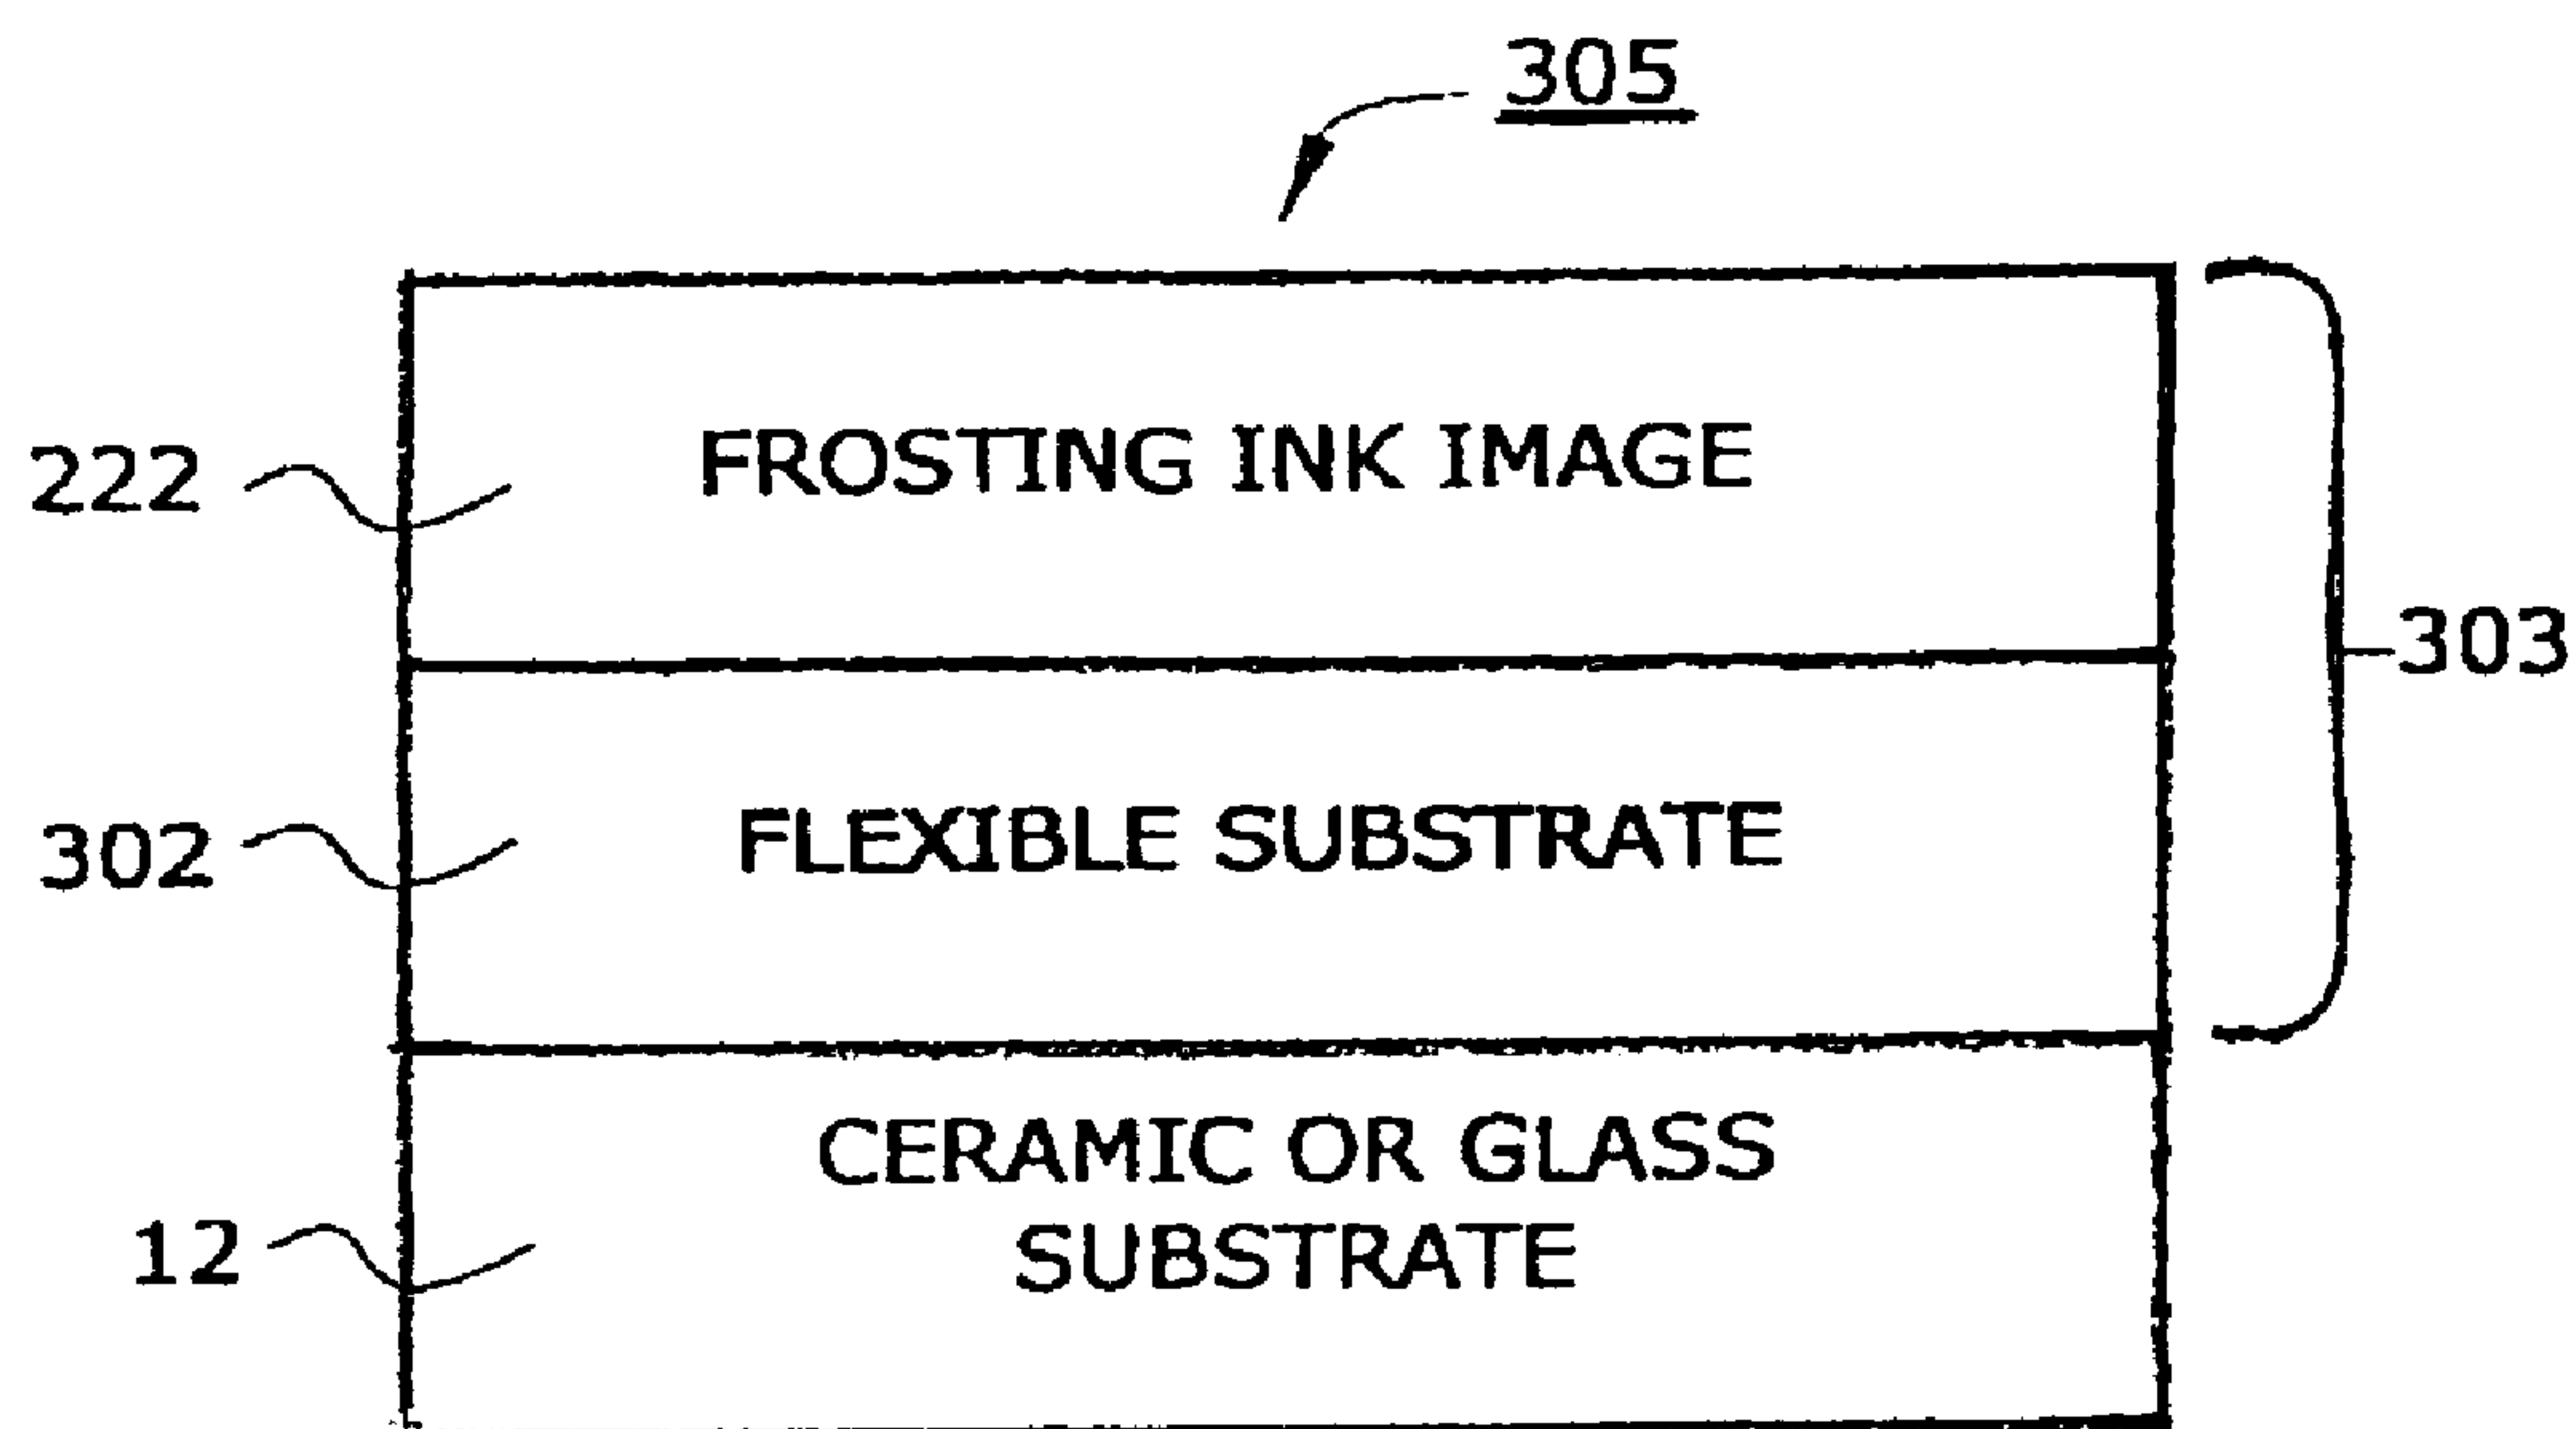 305
222
FROSTING INK IMAGE
303
302
FLEXIBLE SUBSTRATE
CERAMIC OR GLASS
12
SUBSTRATE